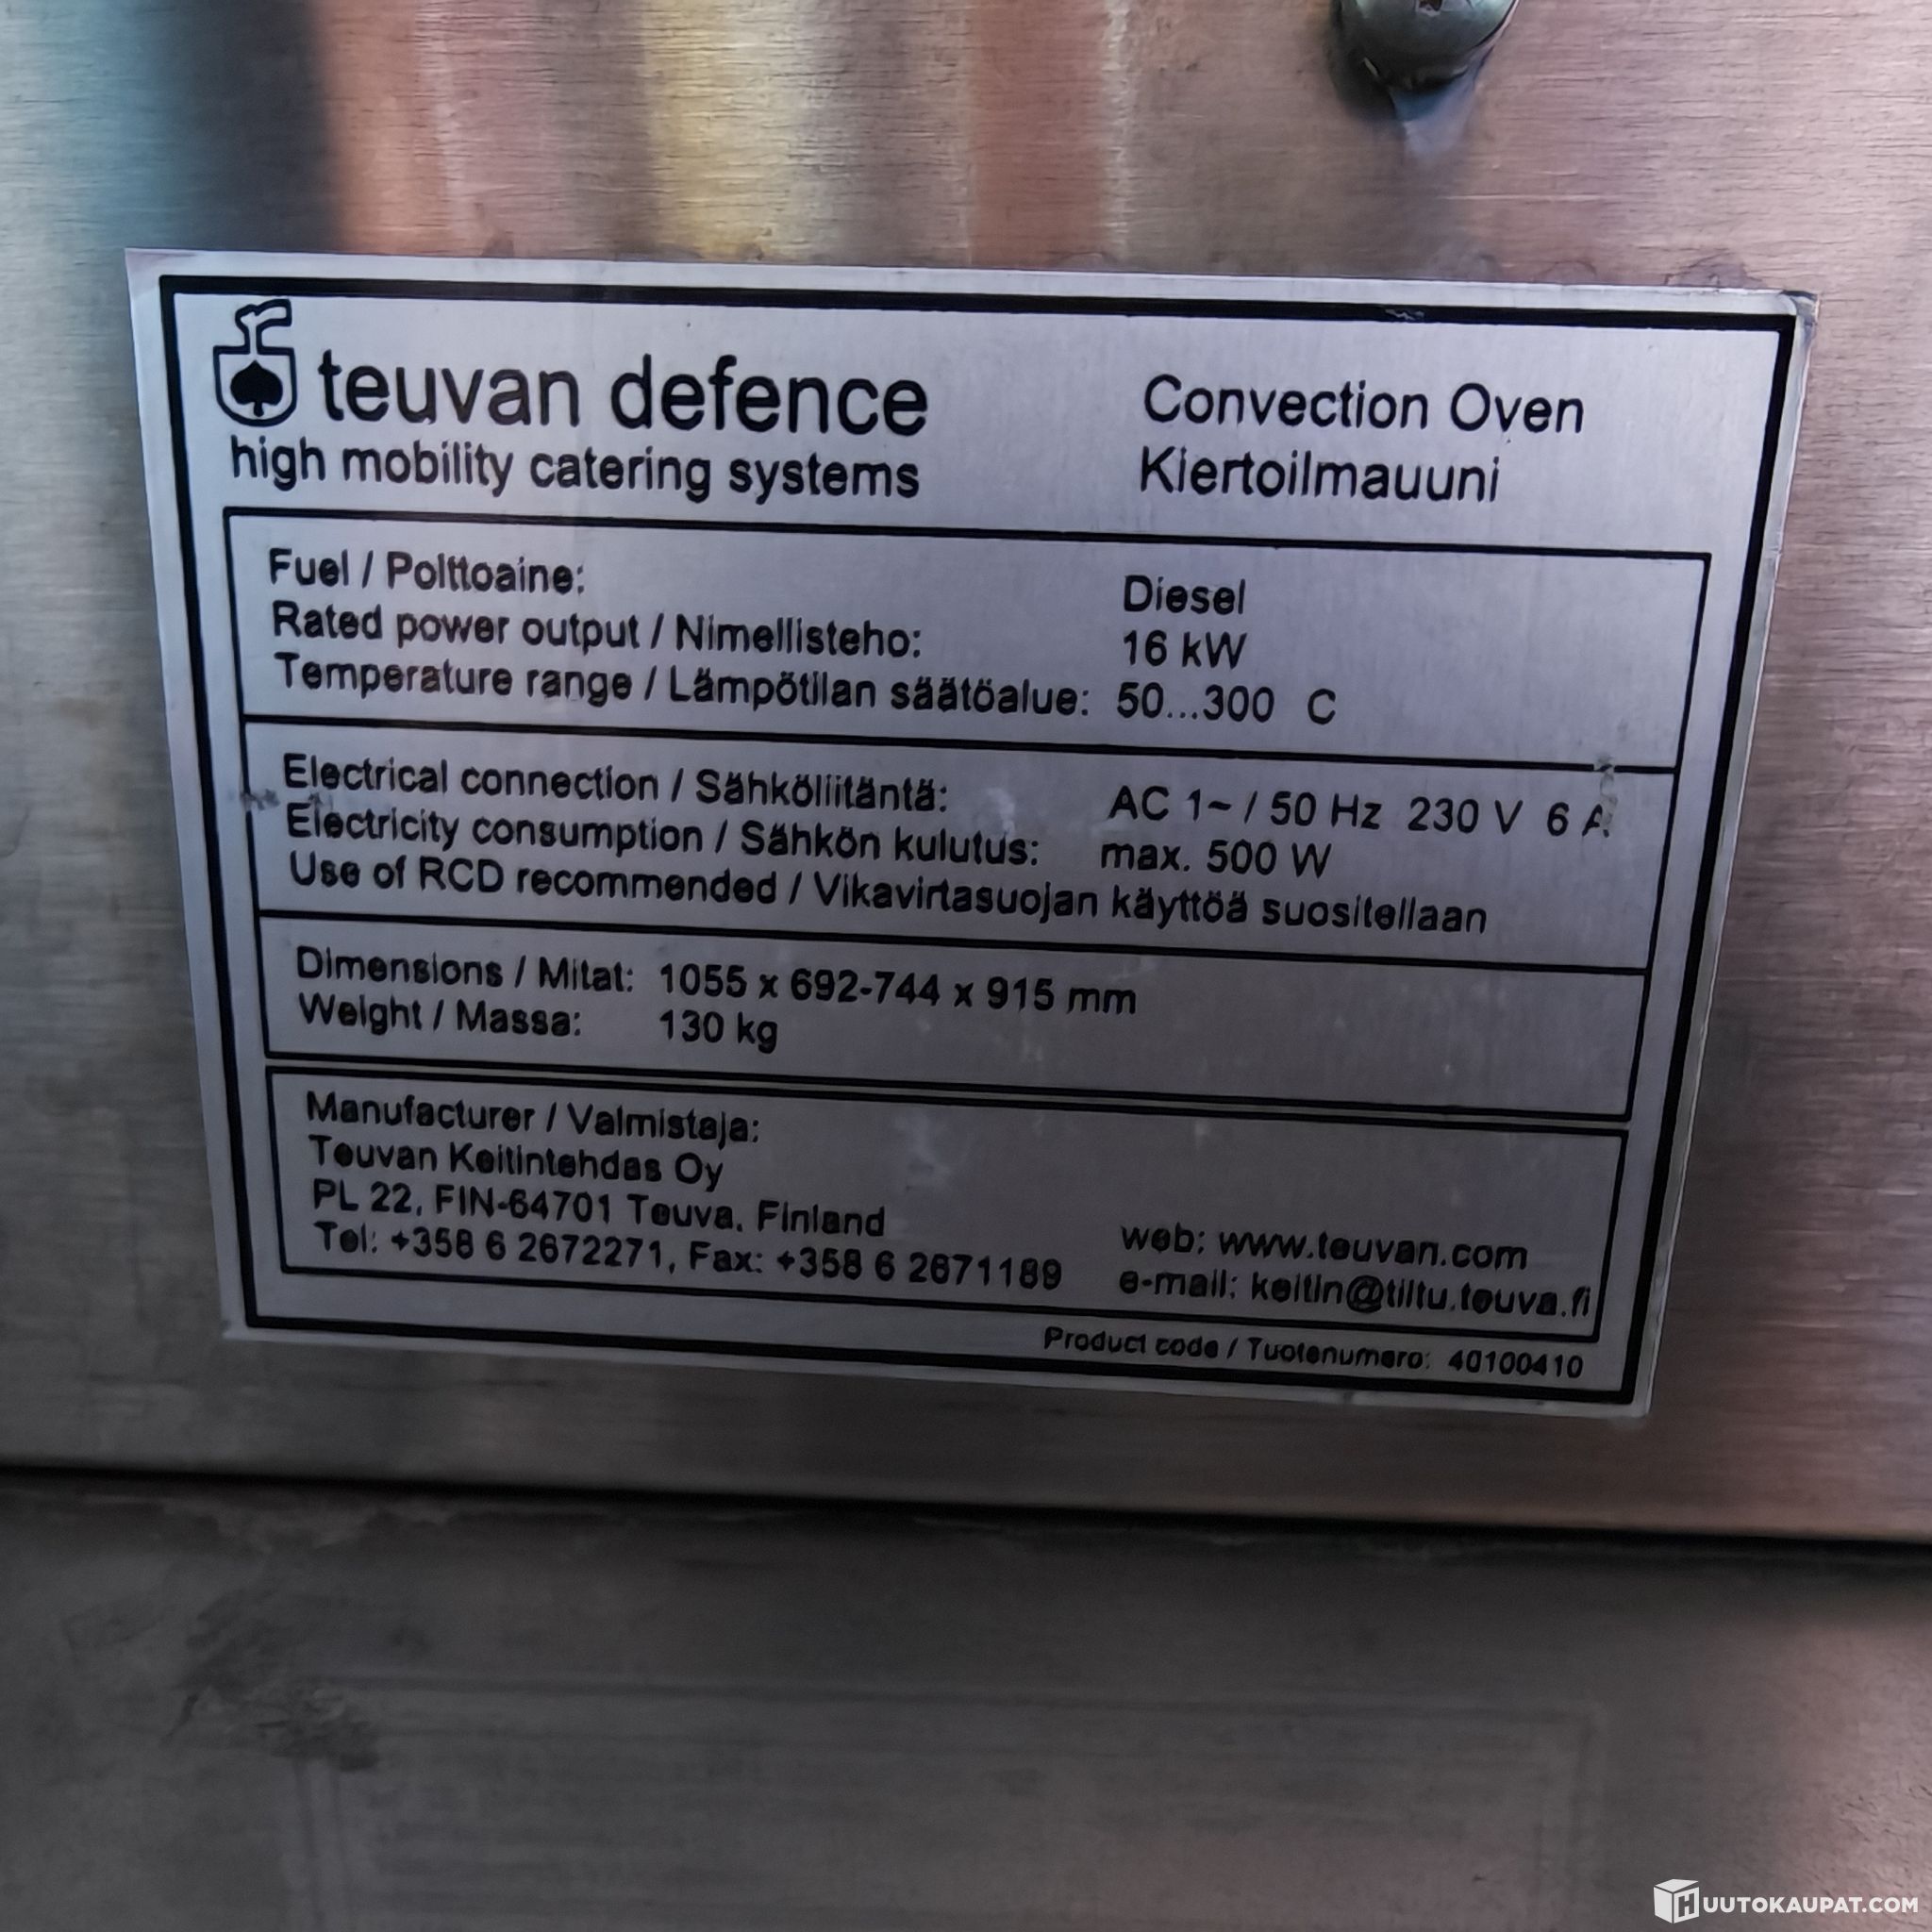 teuvan defence
high mobility catering systems
Convection Oven
Kiertoilmauuni
Fuel / Polttoaine: Diesel
Rated power output / Nimellisteho: 16 kW
Temperature range / Lämpötilan säätöalue: 50...300 C
Electrical connection / Sähköliitäntä: AC 1~ / 50 Hz 230 V 6 A
Electricity consumption / Sähkön kulutus: max. 500 W
Use of RCD recommended / Vikavirtasuojan käyttöä suositellaan
Dimensions / Mitat: 1055 x 692-744 x 915 mm
Weight / Massa: 130 kg
Manufacturer / Valmistaja:
Teuvan Keitintehdas Oy
PL 22, FIN-64701 Teuva, Finland
Tel: +358 6 2672271, Fax: +358 6 2671189
web: www.teuvan.com
e-mail: keitin@tiltu.teuva.fi
Product code / Tuotenumero: 40100410
HUUTOKAUPAT.COM